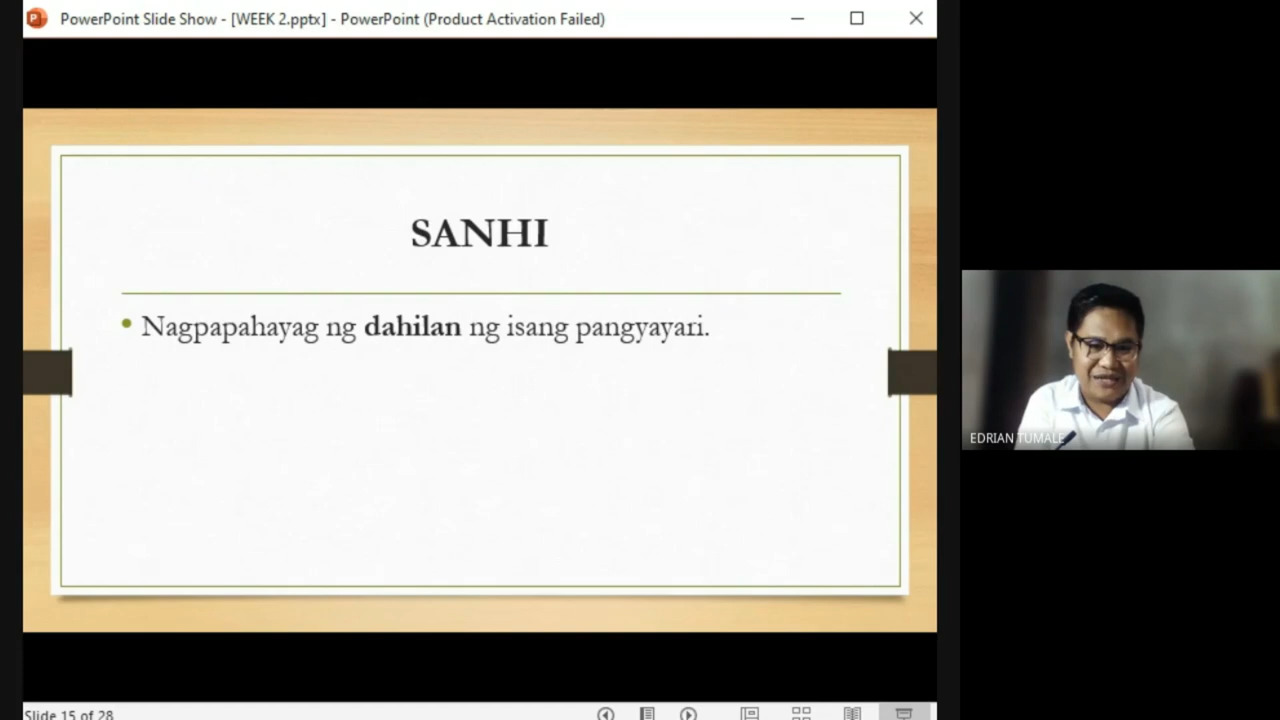 PowerPoint Slide Show - [WEEK 2.pptx] - PowerPoint (Product Activation Failed)
SANHI
• Nagpapahayag ng dahilan ng isang pangyayari.
EDRIAN TUMALE
Slide 15 of 28